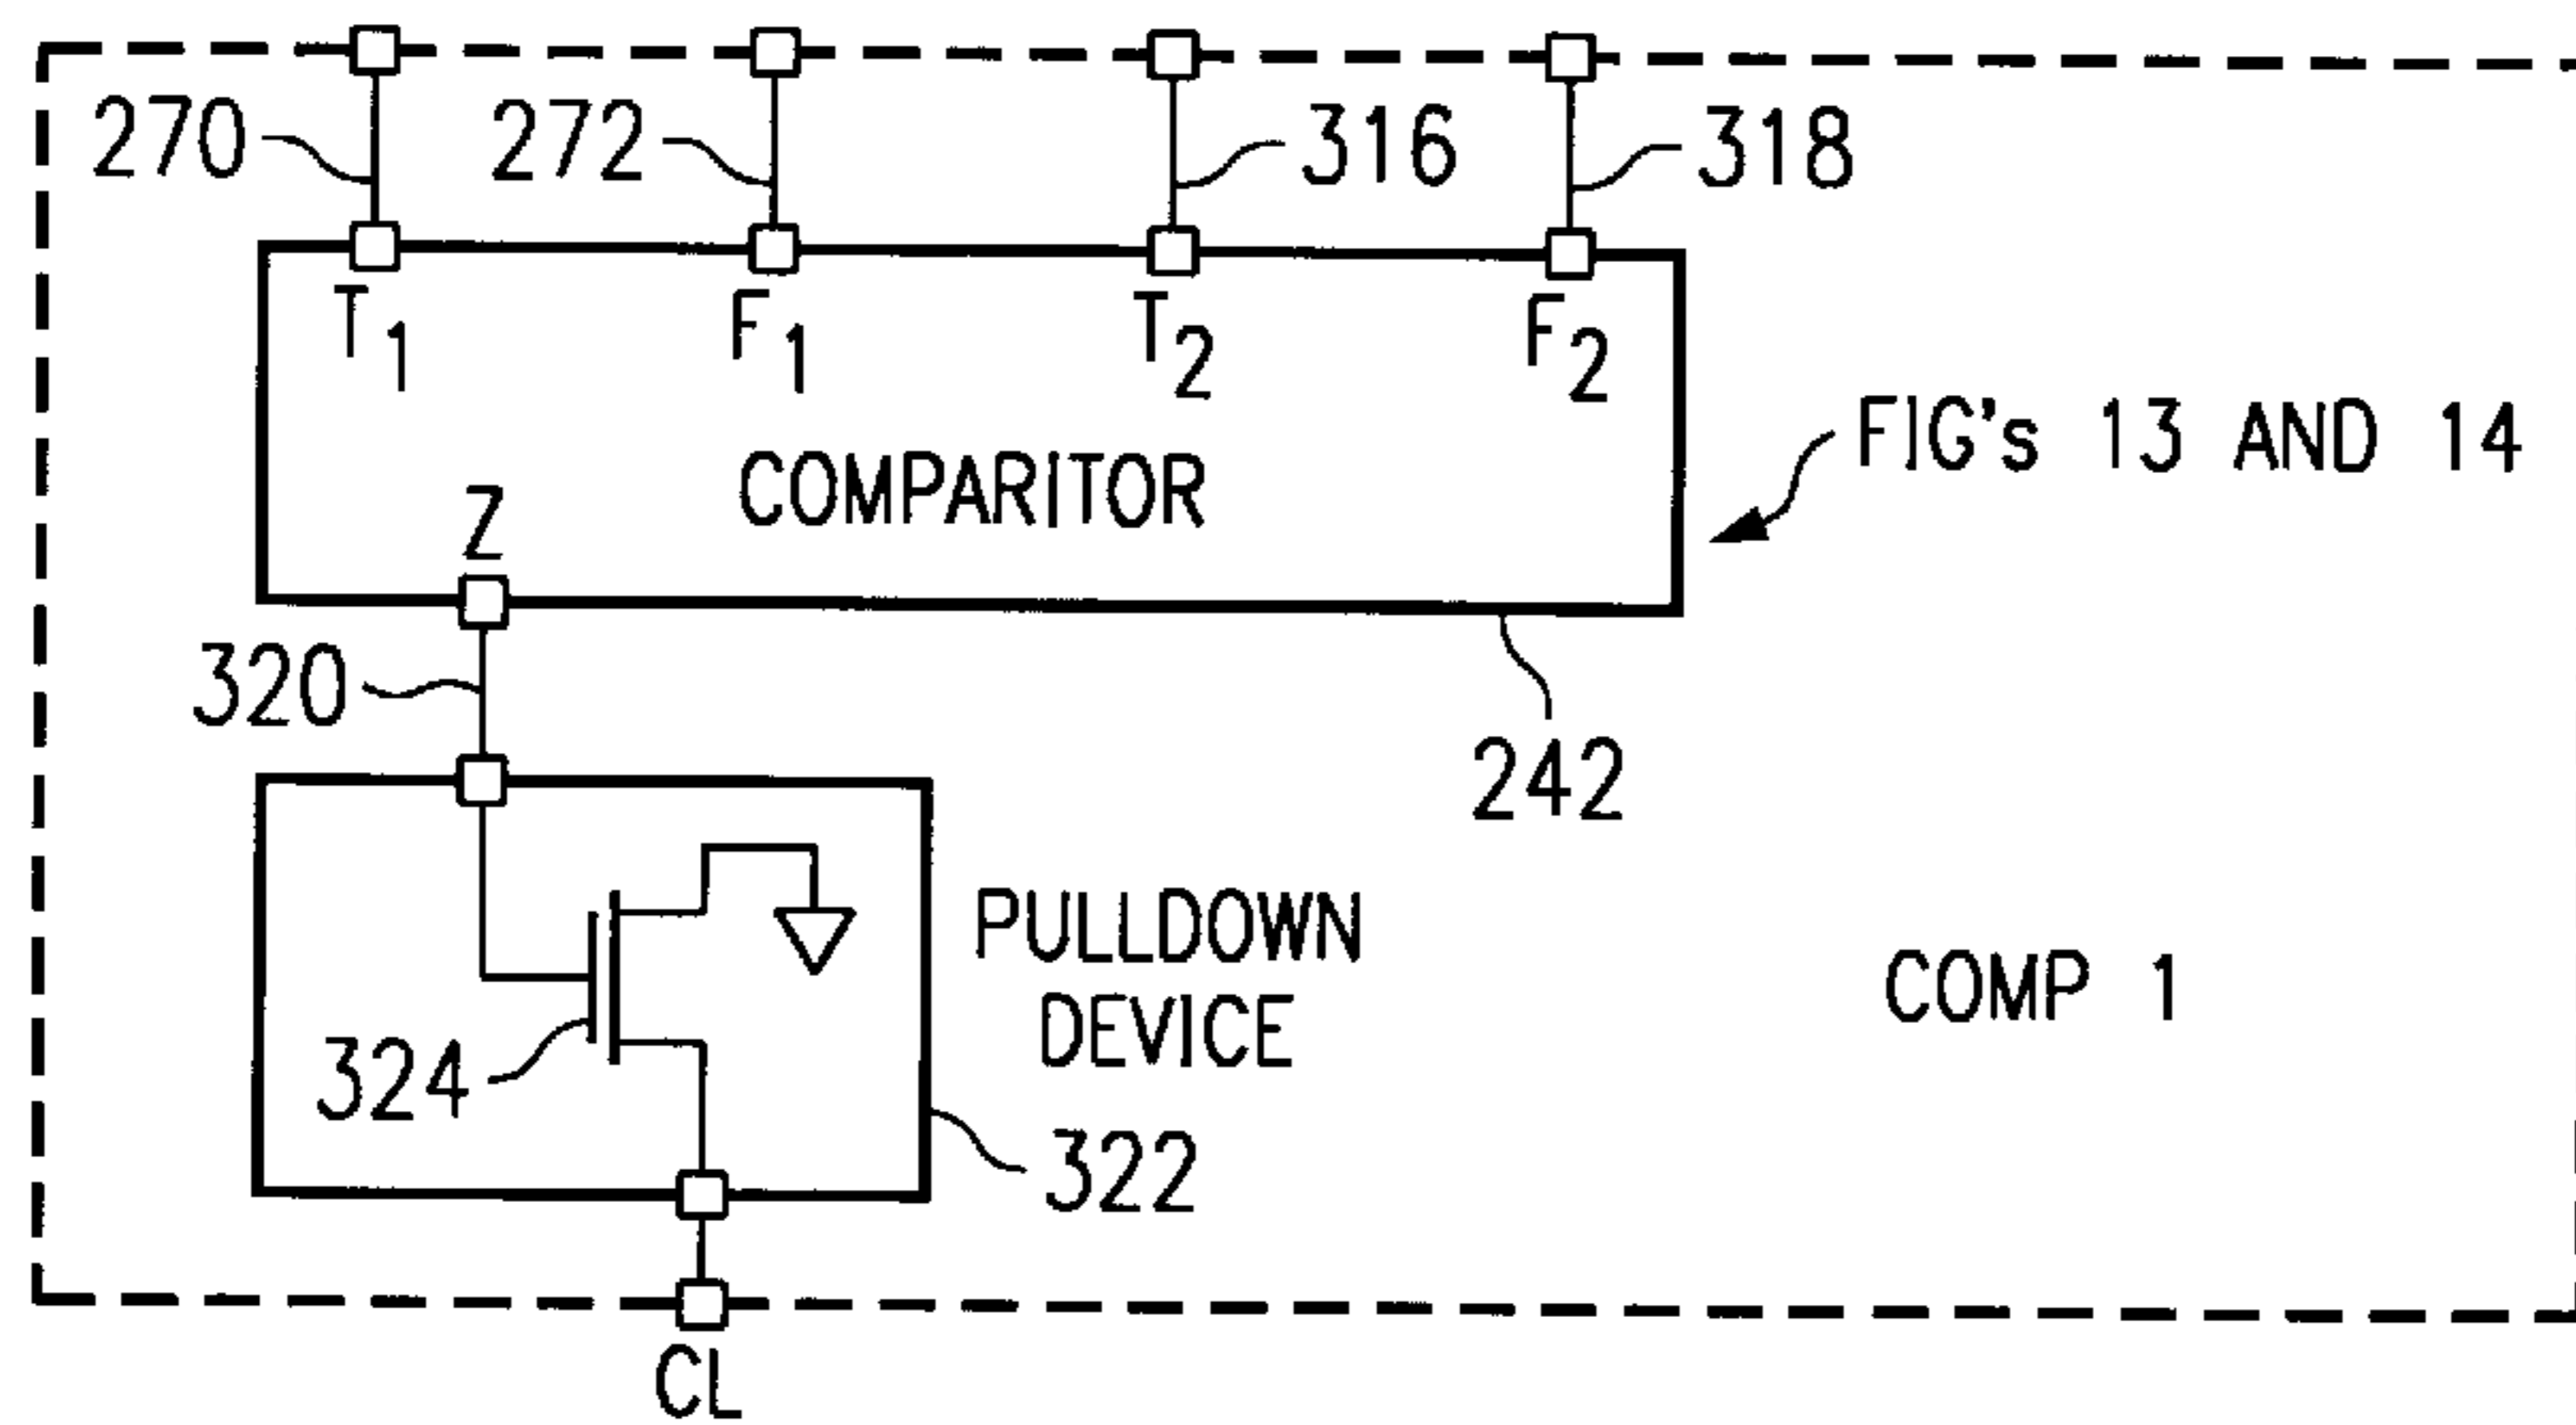 270
272
316
318
T1
F1
T2
F2
COMPARITOR
FIG's 13 AND 14
Z
320
242
PULLDOWN
DEVICE
COMP 1
324
322
CL